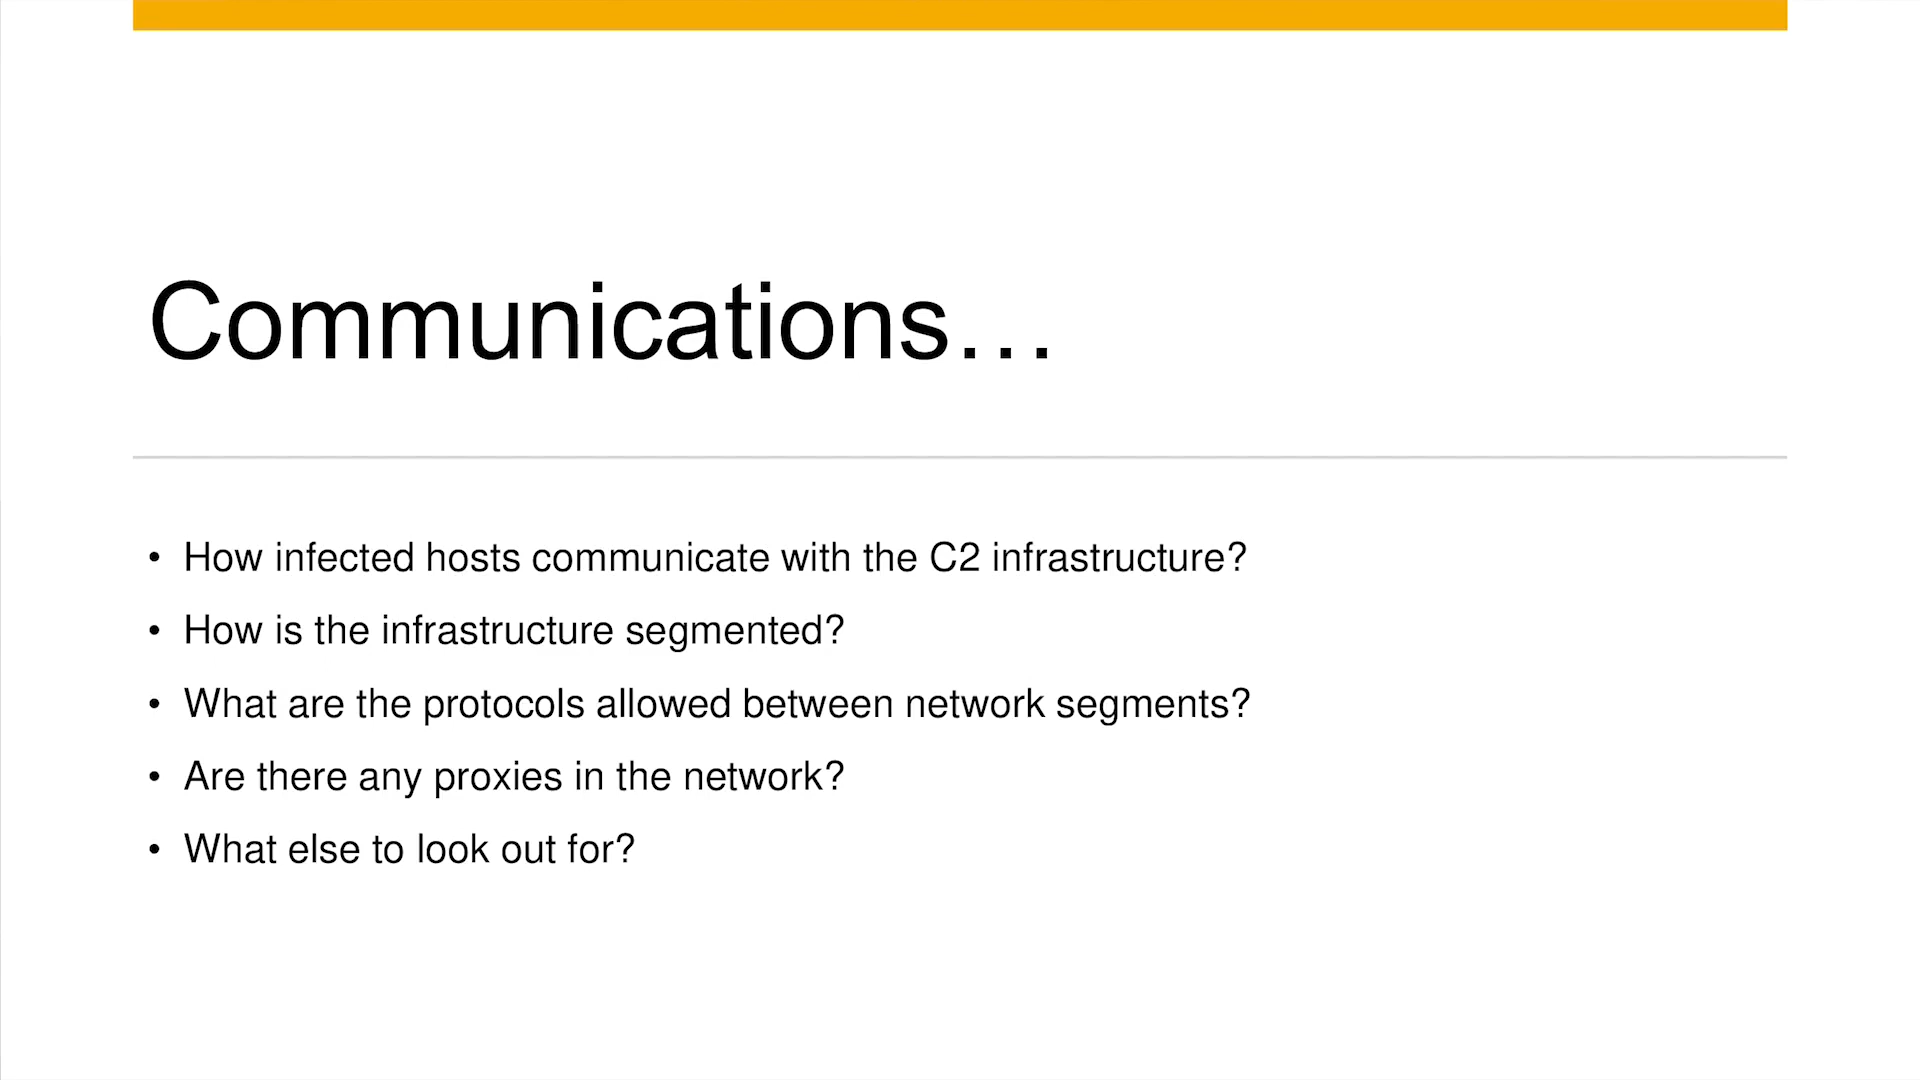 Communications…
• How infected hosts communicate with the C2 infrastructure?
• How is the infrastructure segmented?
• What are the protocols allowed between network segments?
• Are there any proxies in the network?
• What else to look out for?